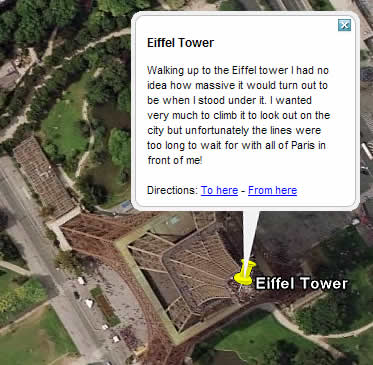 Eiffel Tower
Walking up to the Eiffel tower I had no
idea how massive it would turn out to
be when I stood under it. I wanted
very much to climb it to look out on the
city but unfortunately the lines were
too long to wait for with all of Paris in
front of me!
Directions: To here - From here
Eiffel Tower